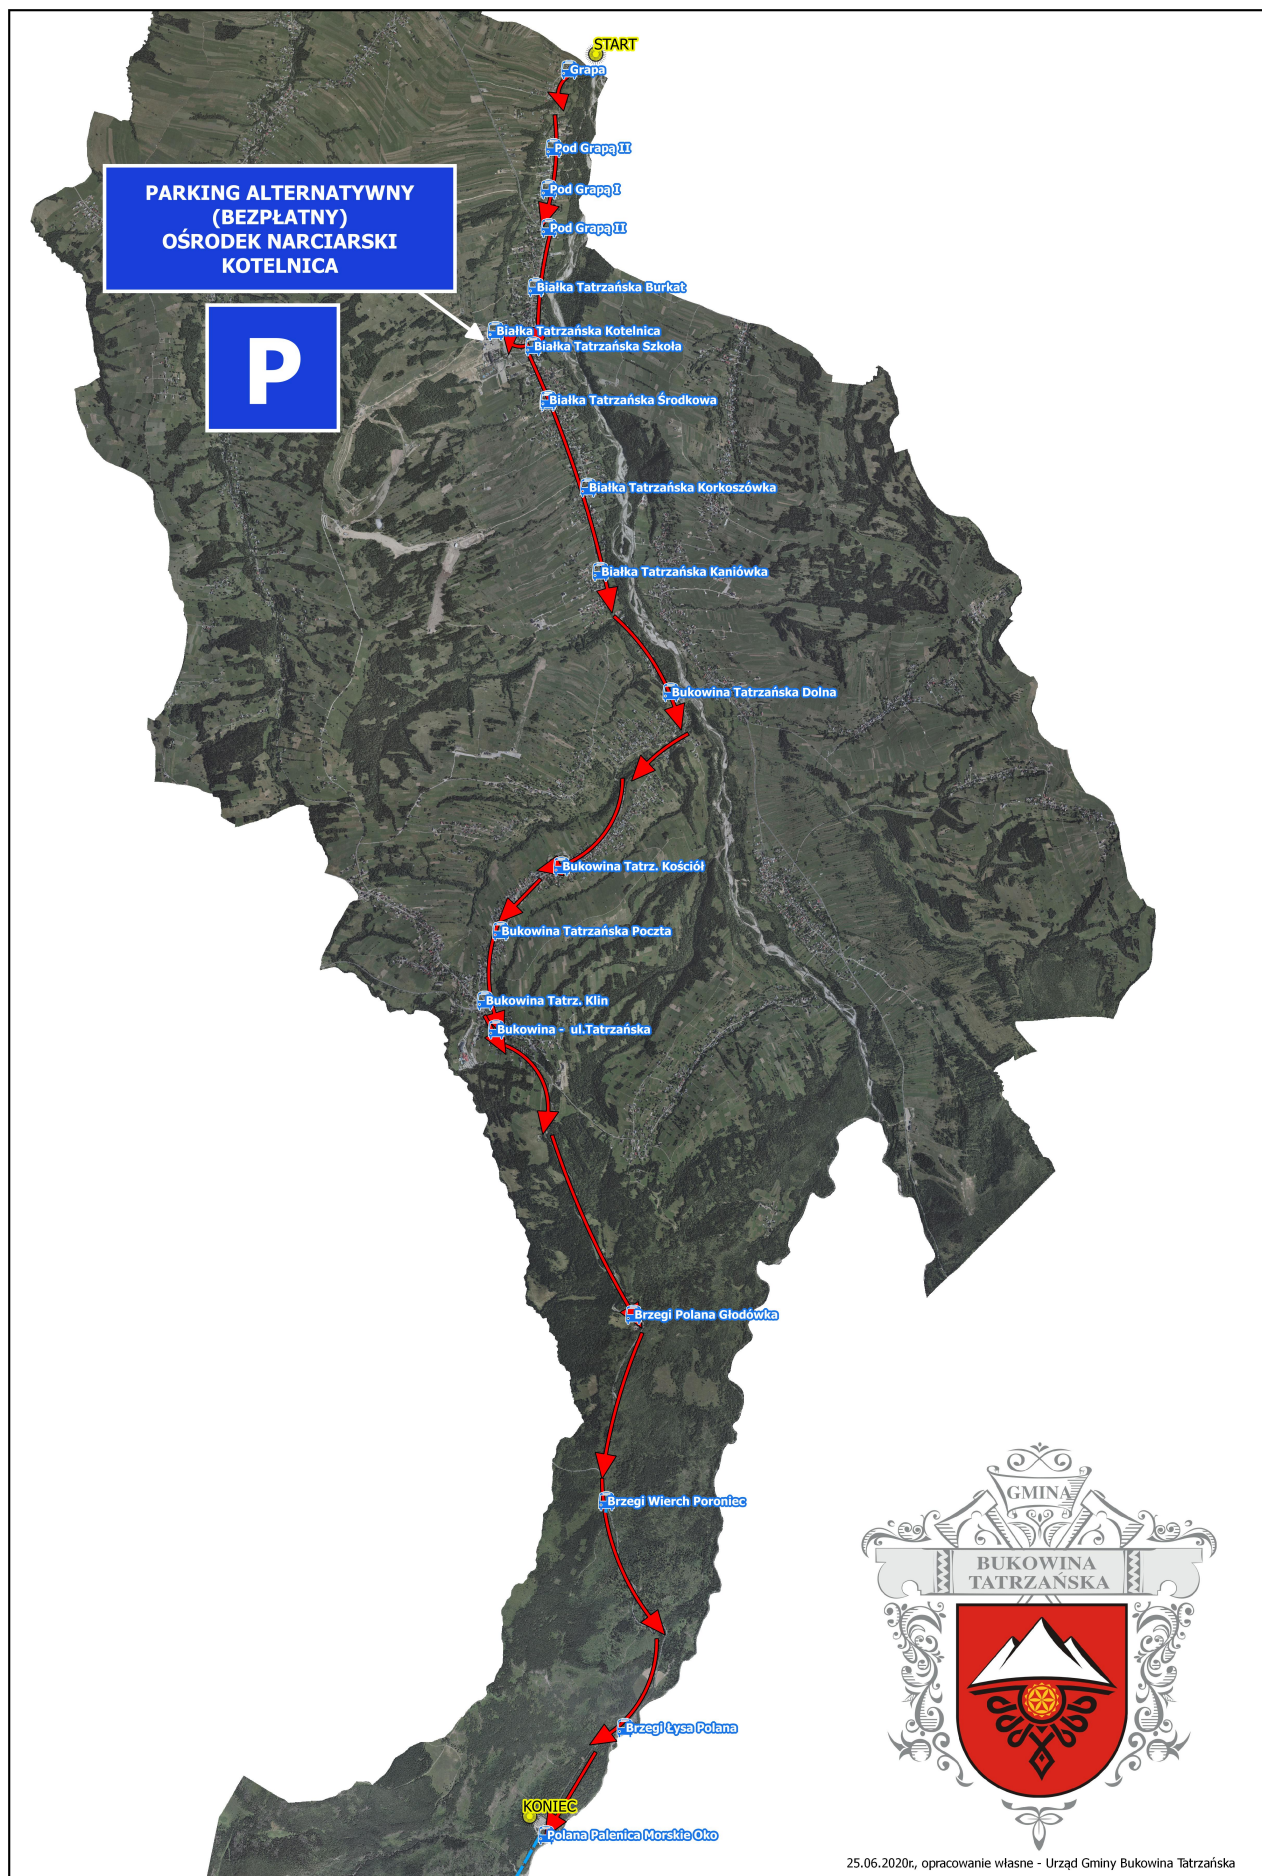 START
Grapa
Pod Grapą II
PARKING ALTERNATYWNY
(BEZPŁATNY)
OŚRODEK NARCIARSKI
KOTELNICA
P
Pod Grapą I
Pod Grapą II
Białka Tatrzańska Burkat
Białka Tatrzańska Kotelnica
Białka Tatrzańska Szkoła
Białka Tatrzańska Środkowa
Białka Tatrzańska Korkoszówka
Białka Tatrzańska Kaniówka
Bukowina Tatrzańska Dolna
Bukowina Tatrz. Kościół
Bukowina Tatrzańska Poczta
Bukowina Tatrz. Klin
Bukowina - ul.Tatrzańska
Brzegi Polana Głodówka
Brzegi Wierch Poroniec
Brzegi Łysa Polana
KONIEC
Polana Palenica Morskie Oko
GMINA
BUKOWINA
TATRZAŃSKA
25.06.2020r., opracowanie własne - Urząd Gminy Bukowina Tatrzańska